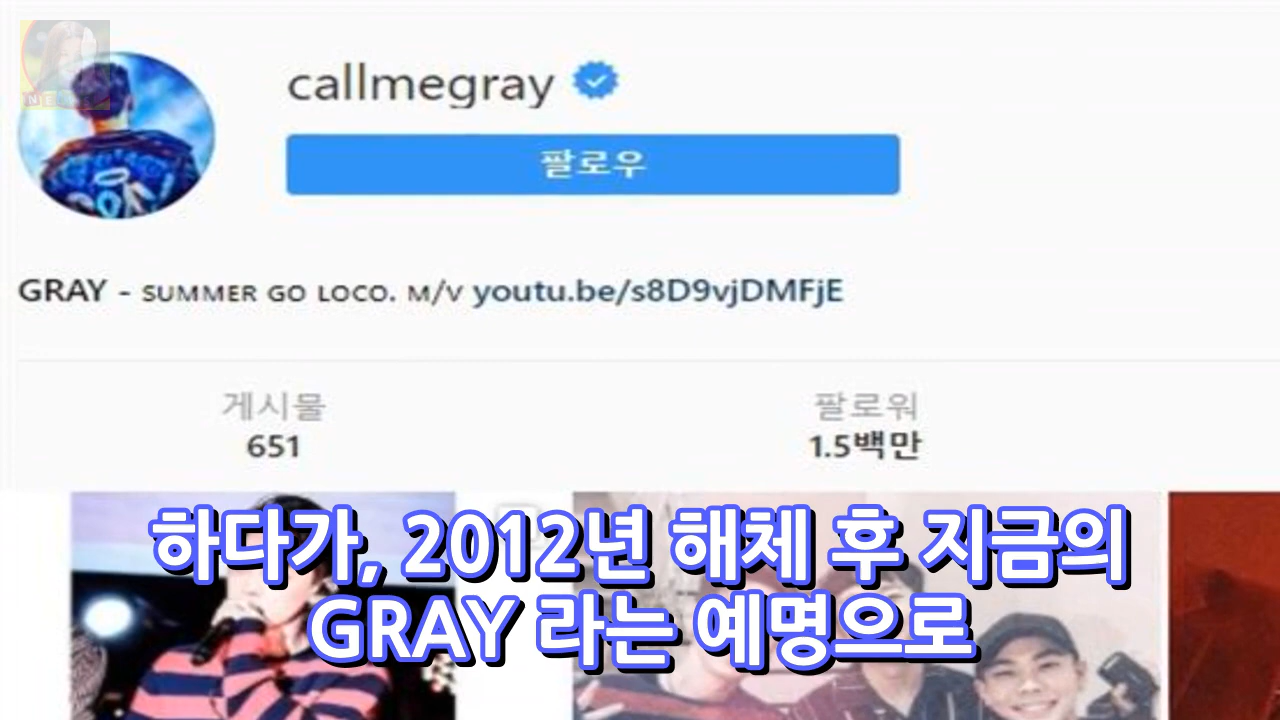 callmegray
팔로우
GRAY - SUMMER GO LOCO. M/V youtu.be/s8D9vjDMFjE
게시물
팔로워
651
1.5백만
하다가, 2012년 해체 후 지금의
GRAY 라는 예명으로